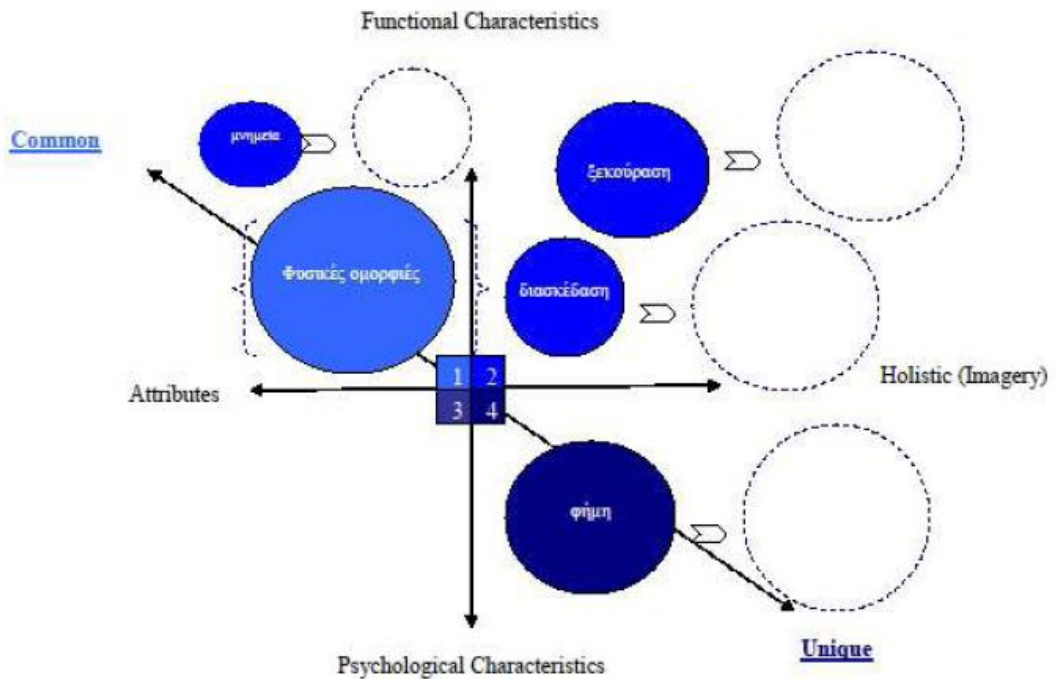 Functional Characteristics
μνημεία
Common
ξεκούραση
Φυσικές ομορφιές
διασκέδαση
1 2
Attributes
Holistic (Imagery)
3 4
φήμη
Unique
Psychological Characteristics